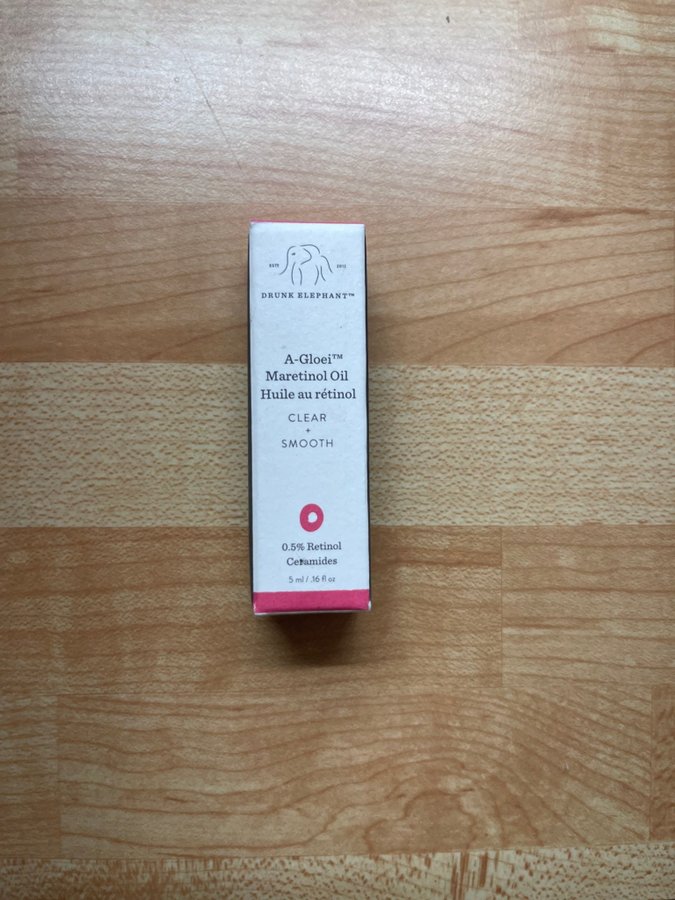 ESTD 2012
DRUNK ELEPHANT™
A-Gloei™
Maretinol Oil
Huile au rétinol
CLEAR
+
SMOOTH
0.5% Retinol
Ceramides
5 ml / .16 fl oz